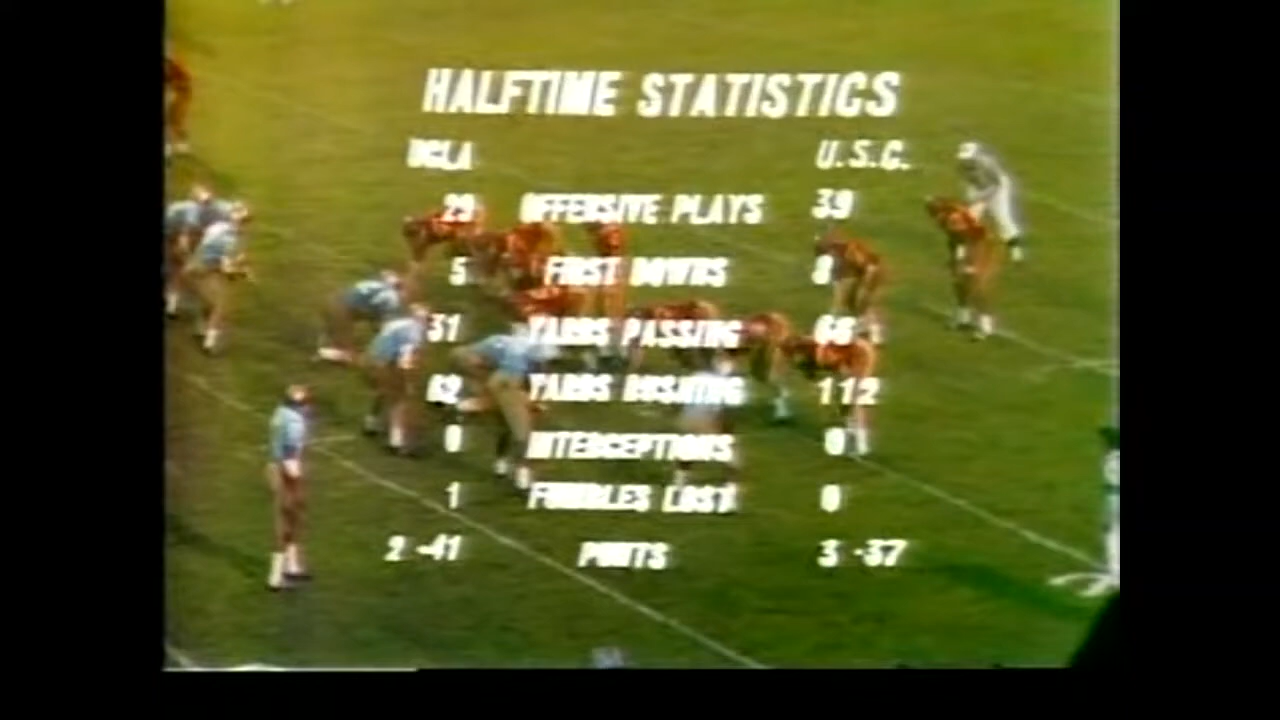 HALFTIME STATISTICS
UCLA U.S.C.
29 OFFENSIVE PLAYS 39
5 FIRST DOWNS 8
31 YARDS PASSING 66
62 YARDS RUSHING 112
0 INTERCEPTIONS 0
1 FUMBLES LOST 0
2 -41 PUNTS 3 -37